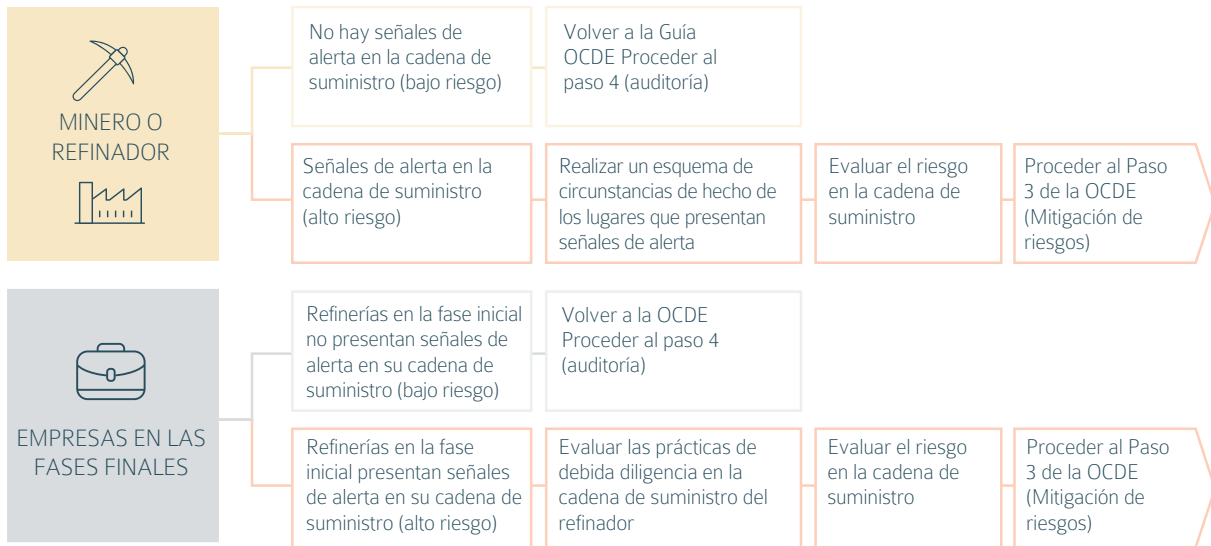 MINERO O
REFINADOR
No hay señales de
alerta en la cadena de
suministro (bajo riesgo)
Volver a la Guía
OCDE Proceder al
paso 4 (auditoría)
Señales de alerta en la
cadena de suministro
(alto riesgo)
Realizar un esquema de
circunstancias de hecho de
los lugares que presentan
señales de alerta
Evaluar el riesgo
en la cadena de
suministro
Proceder al Paso
3 de la OCDE
(Mitigación de
riesgos)
EMPRESAS EN LAS
FASES FINALES
Refinerías en la fase inicial
no presentan señales de
alerta en su cadena de
suministro (bajo riesgo)
Volver a la OCDE
Proceder al paso 4
(auditoría)
Refinerías en la fase
inicial presentan señales
de alerta en su cadena de
suministro (alto riesgo)
Evaluar las prácticas de
debida diligencia en la
cadena de suministro del
refinador
Evaluar el riesgo
en la cadena de
suministro
Proceder al Paso
3 de la OCDE
(Mitigación de
riesgos)